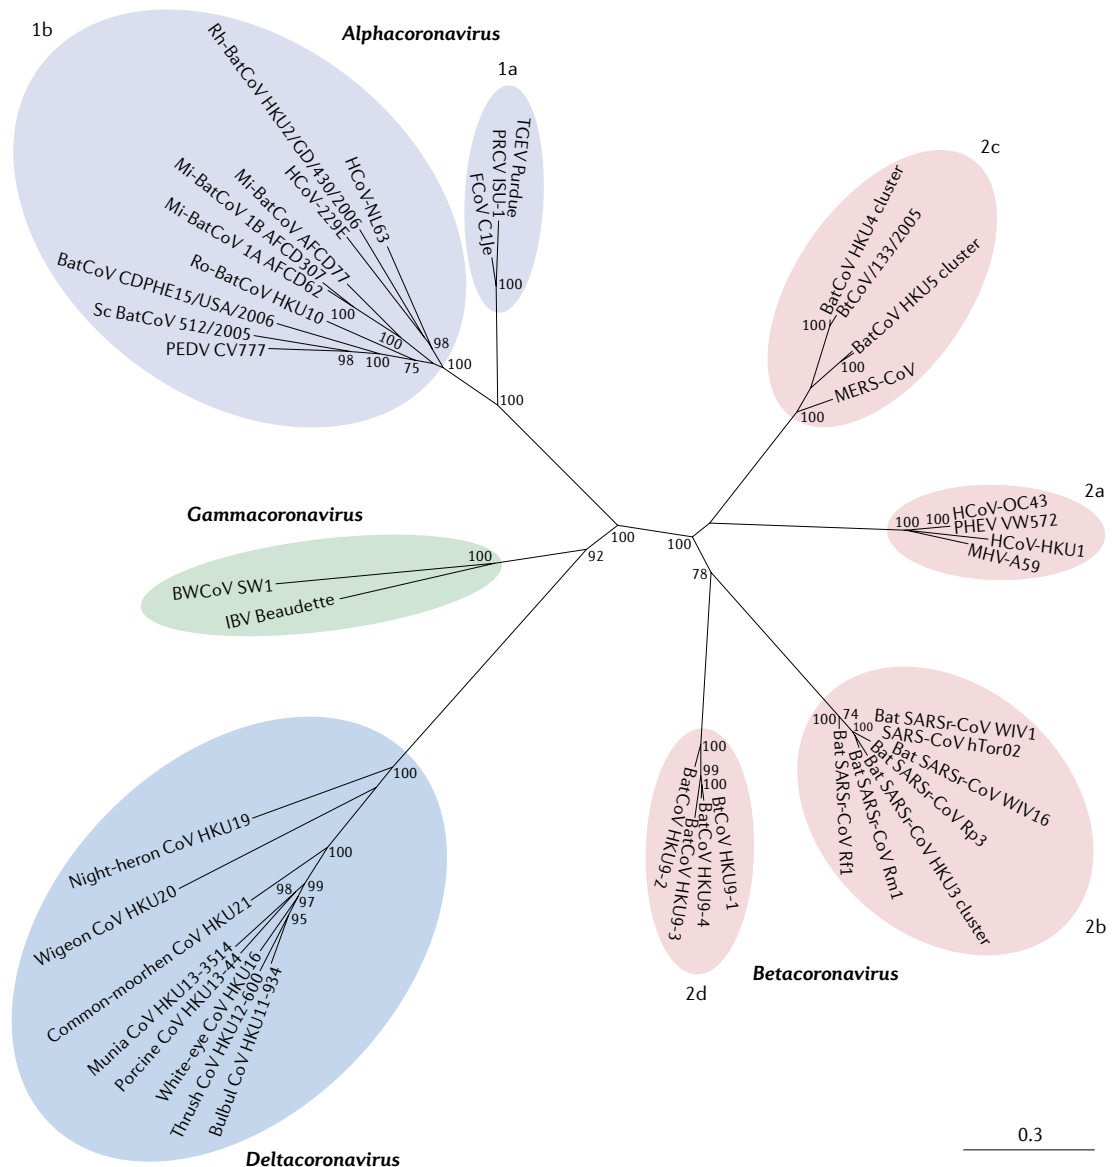 1b
Alphacoronavirus
1a
Rh-BatCoV HKU2/GD/430/2006
HCoV-NL63
HCoV-229E
Mi-BatCoV AFCD77
Mi-BatCoV 1B AFCD307
Mi-BatCoV 1A AFCD62
Ro-BatCoV HKU10
BatCoV CDPHE15/USA/2006
Sc BatCoV 512/2005
PEDV CV777
100
100
98
98
100
75
100
TGEV Purdue
PRCV ISU-1
FCoV C1Je
100
100
2c
BatCoV HKU4 cluster
BtCoV/133/2005
BatCoV HKU5 cluster
MERS-CoV
100
100
100
2a
HCoV-OC43
PHEV VW572
HCoV-HKU1
MHV-A59
100
100
Gammacoronavirus
100
BWCoV SW1
IBV Beaudette
92
100
100
78
100
74
100
Bat SARSr-CoV WIV1
SARS-CoV hTor02
Bat SARSr-CoV WIV16
Bat SARSr-CoV Rp3
Bat SARSr-CoV HKU3 cluster
Bat SARSr-CoV Rm1
Bat SARSr-CoV Rf1
2b
100
99
100
BtCoV HKU9-1
BatCoV HKU9-4
BatCoV HKU9-3
BatCoV HKU9-2
2d
Betacoronavirus
100
100
98
99
97
95
Night-heron CoV HKU19
Wigeon CoV HKU20
Common-moorhen CoV HKU21
Munia CoV HKU13-3514
Porcine CoV HKU13-44
White-eye CoV HKU16
Thrush CoV HKU12-600
Bulbul CoV HKU11-934
Deltacoronavirus
0.3